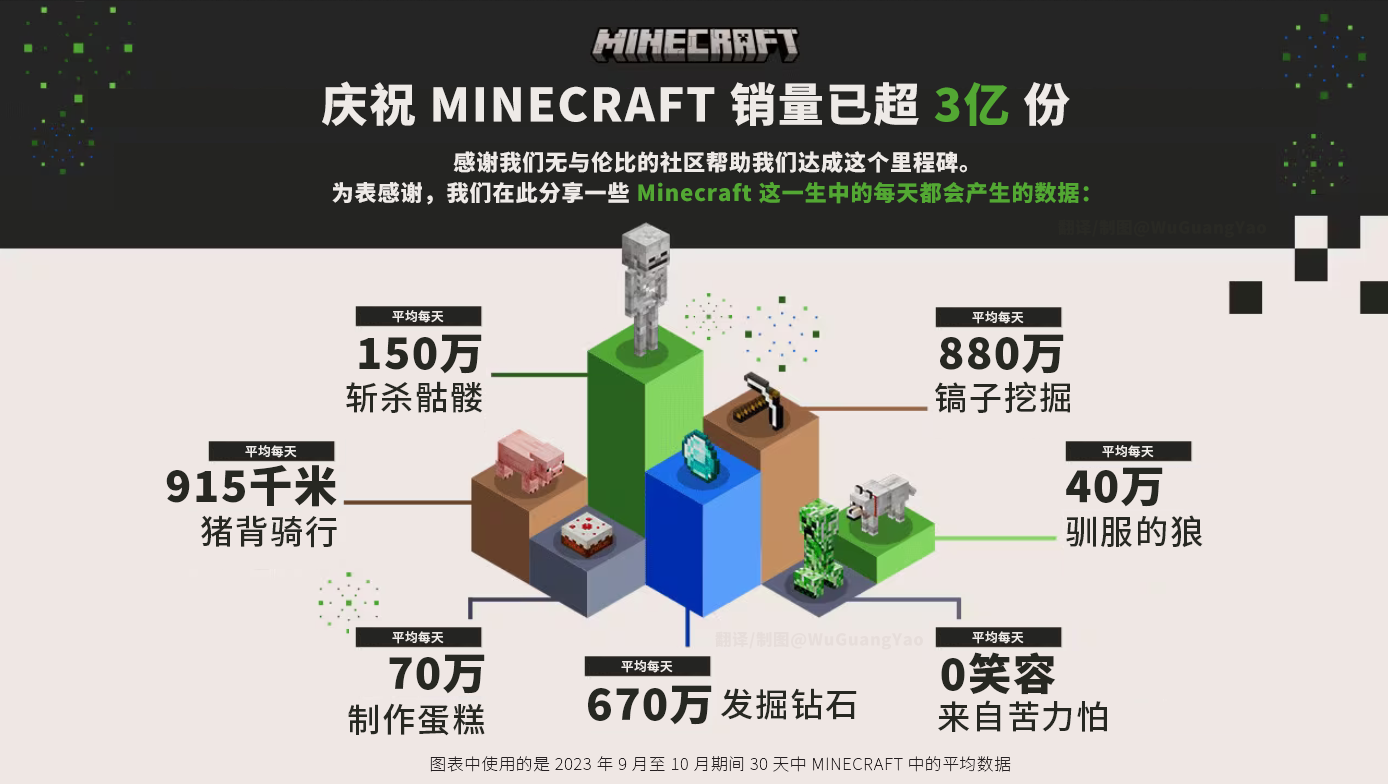 MINECRAFT
庆祝 MINECRAFT 销量已超 3亿 份
感谢我们无与伦比的社区帮助我们达成这个里程碑。
为表感谢，我们在此分享一些 Minecraft 这一生中的每天都会产生的数据：
翻译/制图@WuGuangYao
平均每天
150万
斩杀骷髅
平均每天
880万
镐子挖掘
平均每天
915千米
猪背骑行
平均每天
40万
驯服的狼
平均每天
70万
制作蛋糕
翻译/制图@WuGuangYao
平均每天
670万 发掘钻石
平均每天
0笑容
来自苦力怕
图表中使用的是 2023 年 9 月至 10 月期间 30 天中 MINECRAFT 中的平均数据